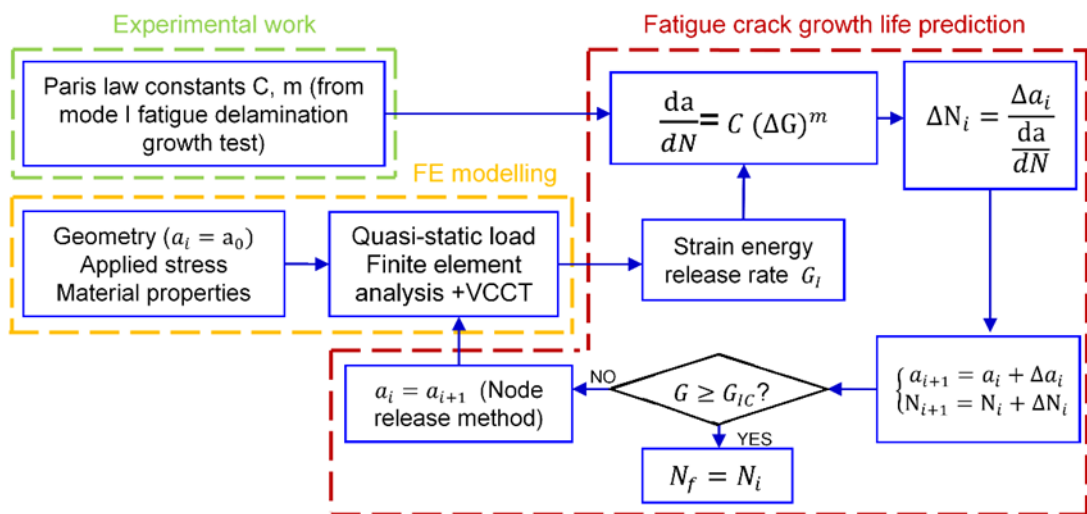 Experimental work
Fatigue crack growth life prediction
Paris law constants C, m (from
mode I fatigue delamination
growth test)
da/dN = C (ΔG)^m
ΔN_i = Δa_i / (da/dN)
FE modelling
Geometry (a_i = a_0)
Applied stress
Material properties
Quasi-static load
Finite element
analysis +VCCT
Strain energy
release rate G_I
a_i = a_{i+1} (Node
release method)
NO
G ≥ G_{IC}?
YES
N_f = N_i
{a_{i+1} = a_i + Δa_i
N_{i+1} = N_i + ΔN_i